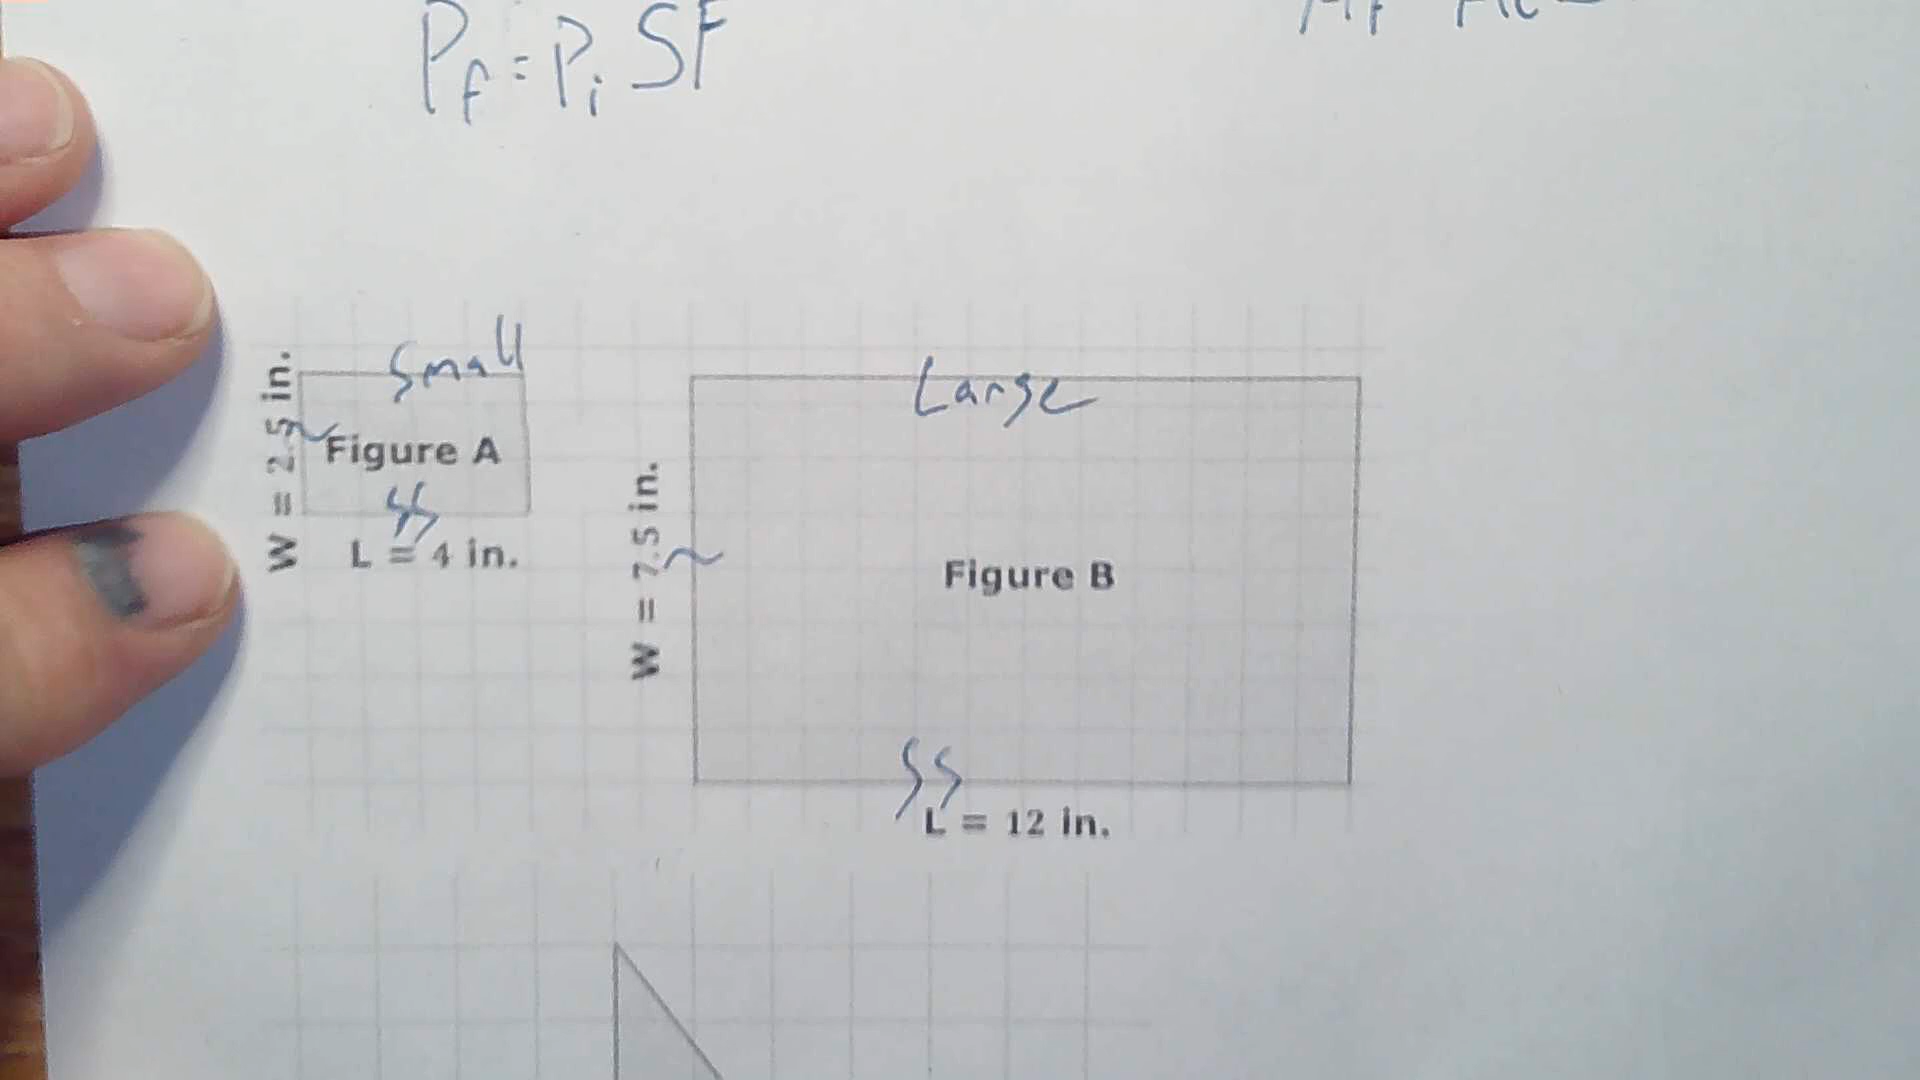 Pf = Pi SF
Small
W = 2.5 in.
Figure A
L = 4 in.
Large
W = 7.5 in.
Figure B
L = 12 in.